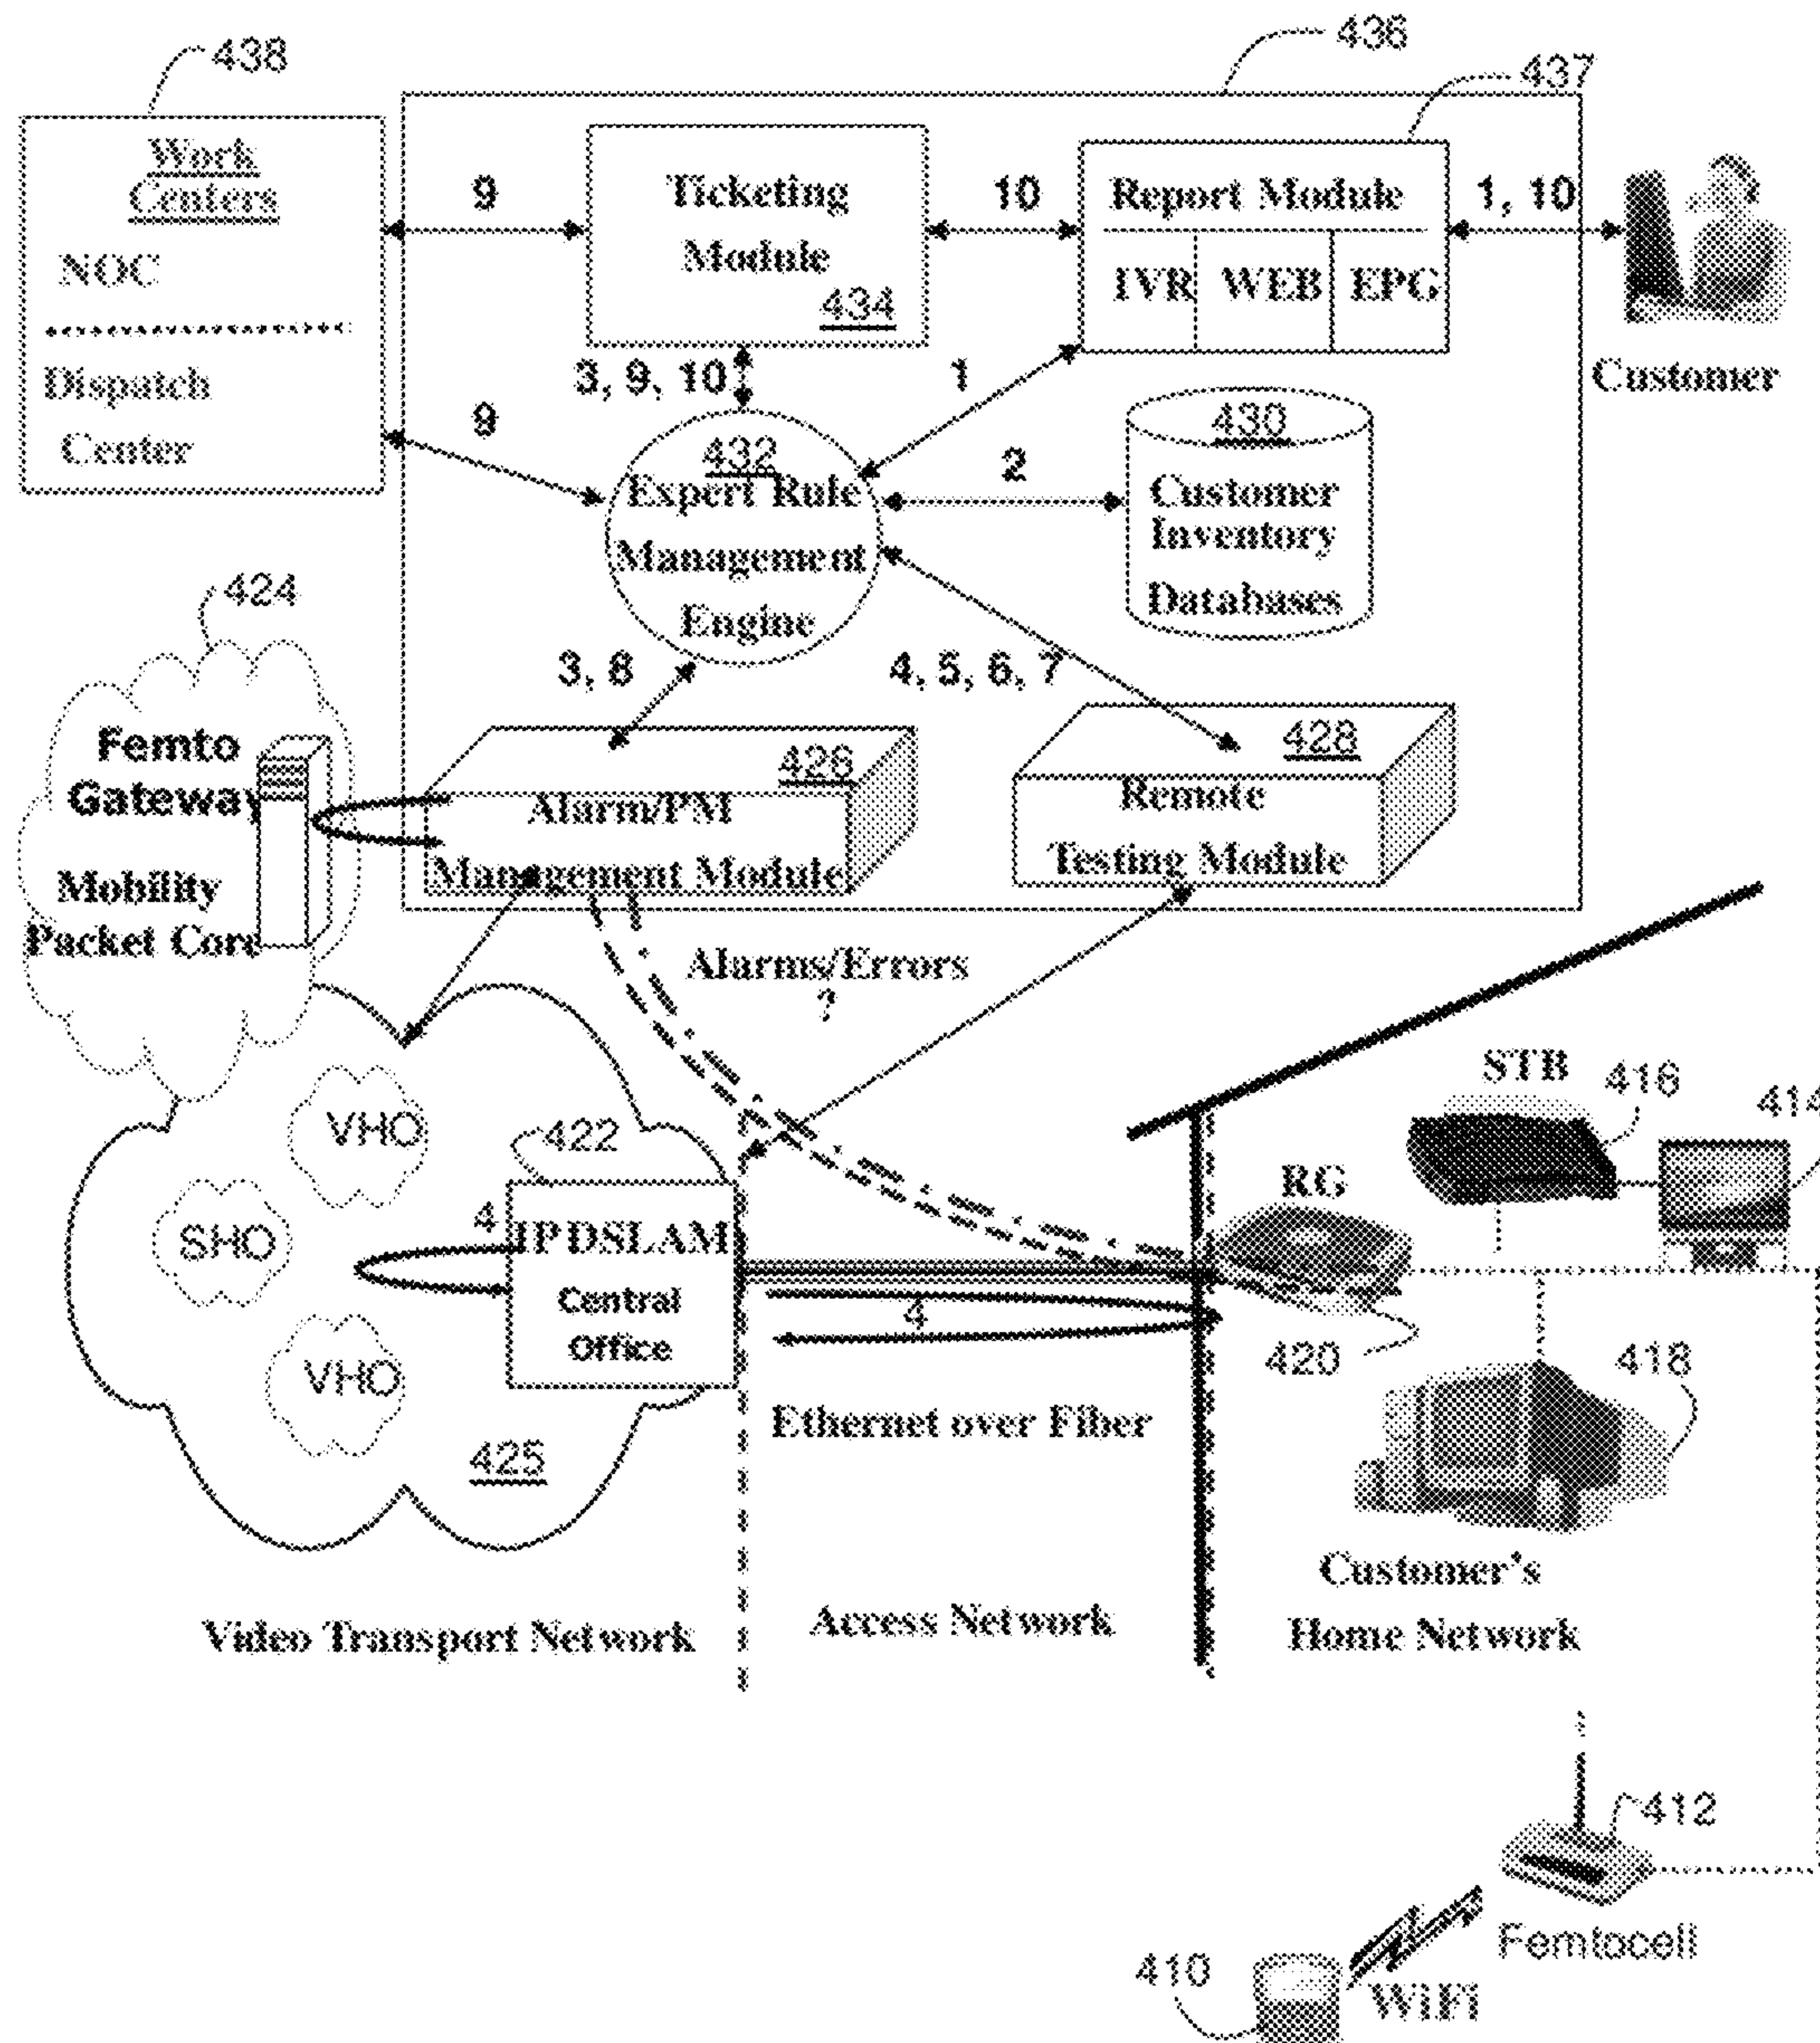 438
436
437
Work
Centers
NOC
Dispatch
Center
9
Ticketing
Module
434
10
Report Module
IVR WEB EPG
1, 10
Customer
3, 9, 10
1
9
432
Expert Rule
Management
Engine
2
430
Customer
Inventory
Databases
424
3, 8
4, 5, 6, 7
Femto
Gateway
Mobility
Packet Core
426
Alarm/PM
Management Module
428
Remote
Testing Module
Alarms/Errors
?
VHO
SHO
VHO
425
422
4
IPDSLAM
Central
Office
4
Ethernet over Fiber
STB
416
414
RG
420
418
Customer's
Home Network
Video Transport Network
Access Network
412
Femtocell
410
WiFi